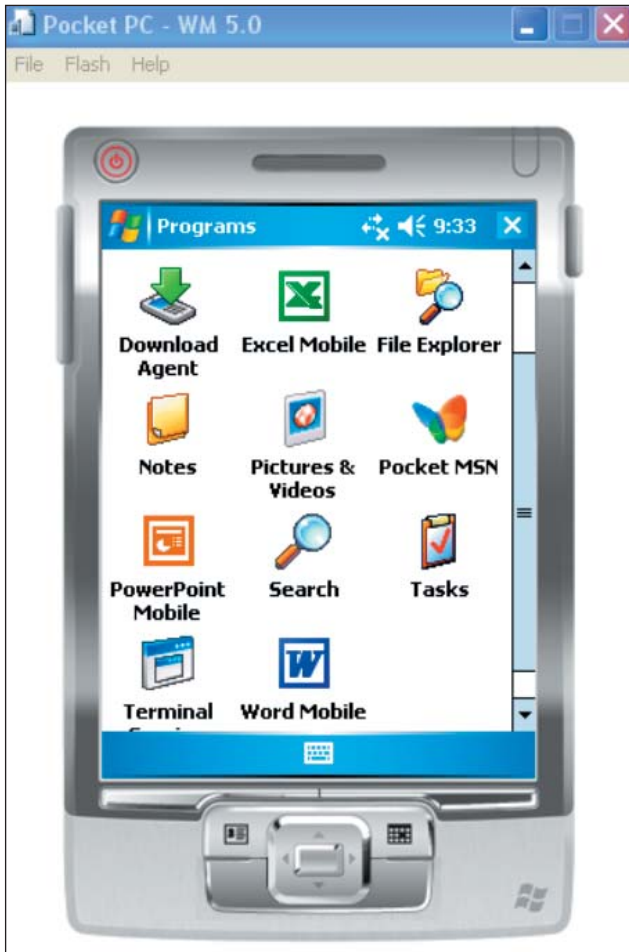 Pocket PC - WM 5.0
File Flash Help
Programs 9:33
Download Agent
Excel Mobile
File Explorer
Notes
Pictures & Videos
Pocket MSN
PowerPoint Mobile
Search
Tasks
Terminal
Word Mobile